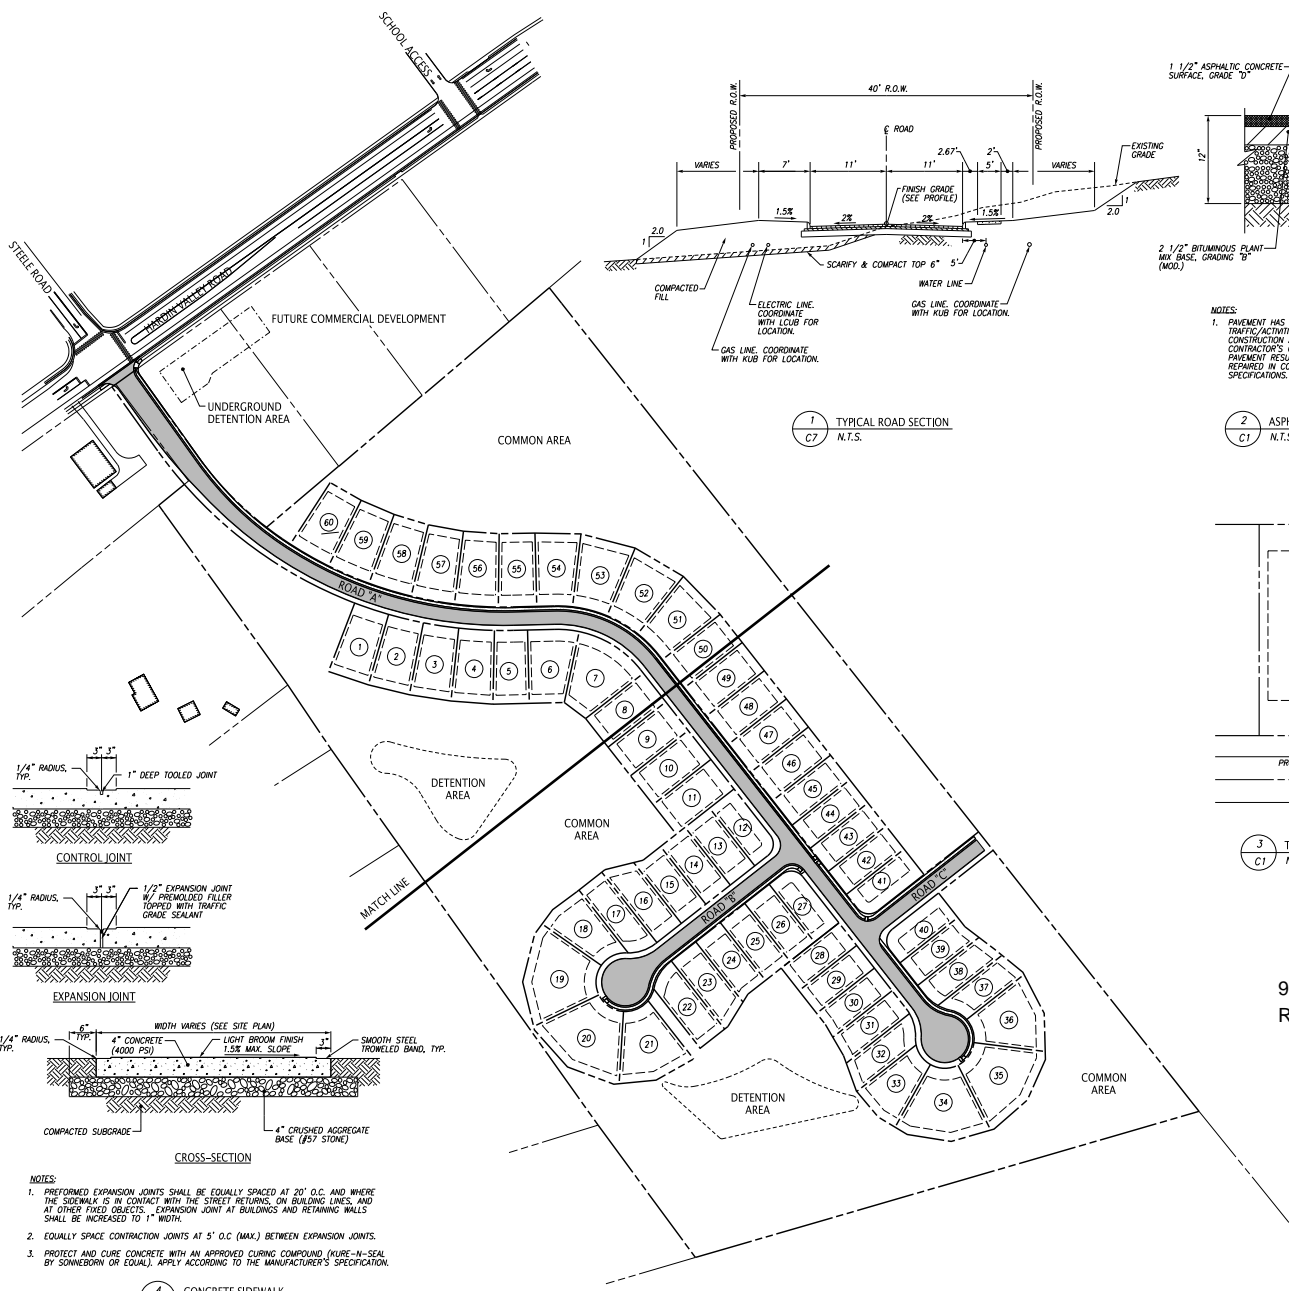 SCHOOL ACCESS
STEELE ROAD
HARDIN VALLEY ROAD
FUTURE COMMERCIAL DEVELOPMENT
UNDERGROUND
DETENTION AREA
COMMON AREA
PROPOSED R.O.W.
40' R.O.W.
PROPOSED R.O.W.
℄ ROAD
VARIES
7'
11'
11'
2.67'
5'
2'
VARIES
EXISTING
GRADE
FINISH GRADE
(SEE PROFILE)
1.5%
2%
2%
1.5%
2.0
1
1
2.0
SCARIFY & COMPACT TOP 6"
5'
COMPACTED
FILL
WATER LINE
ELECTRIC LINE.
COORDINATE
WITH LCUB FOR
LOCATION.
GAS LINE. COORDINATE
WITH KUB FOR LOCATION.
GAS LINE. COORDINATE
WITH KUB FOR LOCATION.
1
C7
TYPICAL ROAD SECTION
N.T.S.
1 1/2" ASPHALTIC CONCRETE
SURFACE, GRADE "D"
12"
2 1/2" BITUMINOUS PLANT
MIX BASE, GRADING "B"
(MOD.)
NOTES:
1. PAVEMENT HAS
TRAFFIC/ACTIVITI
CONSTRUCTION
CONTRACTOR'S
PAVEMENT RESU
REPAIRED IN CO
SPECIFICATIONS.
2
C1
ASPH
N.T.S
PR
3
C1
T
9
R
60
59
58
57
56
55
54
53
52
51
50
49
48
47
46
45
44
43
42
41
ROAD "A"
1
2
3
4
5
6
7
8
9
10
11
12
13
14
15
16
17
18
19
20
21
22
23
24
25
26
27
28
29
30
31
32
33
34
35
36
37
38
39
40
ROAD "B"
ROAD "C"
DETENTION
AREA
COMMON
AREA
MATCH LINE
DETENTION
AREA
COMMON
AREA
1/4" RADIUS,
TYP.
3" 3"
1" DEEP TOOLED JOINT
CONTROL JOINT
1/4" RADIUS,
TYP.
3" 3"
1/2" EXPANSION JOINT
W/ PREMOLDED FILLER
TOPPED WITH TRAFFIC
GRADE SEALANT
EXPANSION JOINT
1/4" RADIUS,
TYP.
6"
TYP.
WIDTH VARIES (SEE SITE PLAN)
4" CONCRETE
(4000 PSI)
LIGHT BROOM FINISH
1.5% MAX. SLOPE
3"
SMOOTH STEEL
TROWELED BAND, TYP.
COMPACTED SUBGRADE
4" CRUSHED AGGREGATE
BASE (#57 STONE)
CROSS-SECTION
NOTES:
1. PREFORMED EXPANSION JOINTS SHALL BE EQUALLY SPACED AT 20' O.C. AND WHERE
THE SIDEWALK IS IN CONTACT WITH THE STREET RETURNS, ON BUILDING LINES, AND
AT OTHER FIXED OBJECTS. EXPANSION JOINT AT BUILDINGS AND RETAINING WALLS
SHALL BE INCREASED TO 1" WIDTH.
2. EQUALLY SPACE CONTRACTION JOINTS AT 5' O.C (MAX.) BETWEEN EXPANSION JOINTS.
3. PROTECT AND CURE CONCRETE WITH AN APPROVED CURING COMPOUND (KURE-N-SEAL
BY SONNEBORN OR EQUAL). APPLY ACCORDING TO THE MANUFACTURER'S SPECIFICATION.
4
CONCRETE SIDEWALK